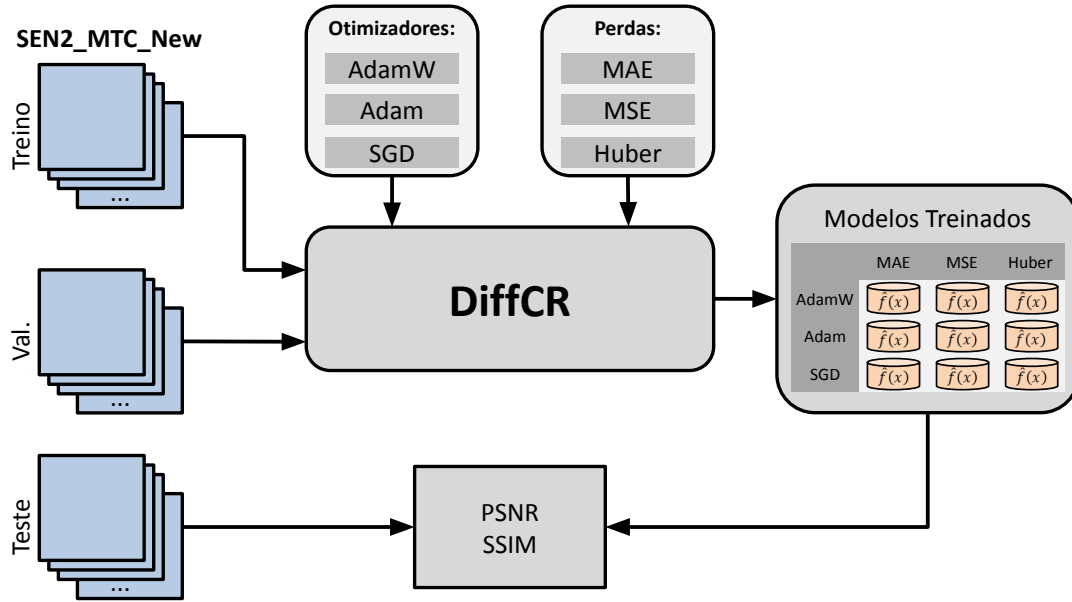 SEN2_MTC_New
Treino
...
Otimizadores:
AdamW
Adam
SGD
Perdas:
MAE
MSE
Huber
Val.
...
DiffCR
Modelos Treinados
MAE MSE Huber
AdamW f̂(x) f̂(x) f̂(x)
Adam f̂(x) f̂(x) f̂(x)
SGD f̂(x) f̂(x) f̂(x)
Teste
...
PSNR
SSIM